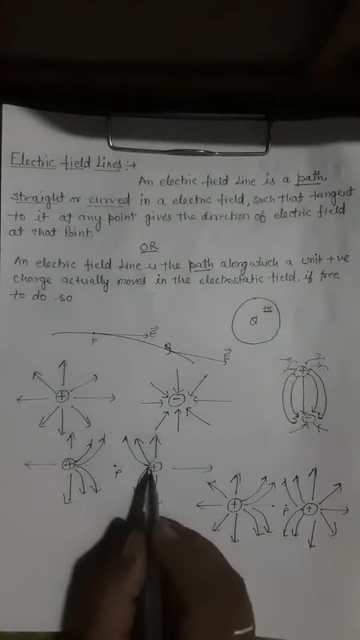 Electric field Lines :→
An electric field Line is a path,
straight or curved in a electric field, such that tangent
to it at any point gives the direction of electric field
at that Point.
OR
An electric field Line is the path along which a unit +ve
charge actually moves in the electrostatic field, if free
to do so
P
E
E
+
-
+
-
+
P
+
+
P
+